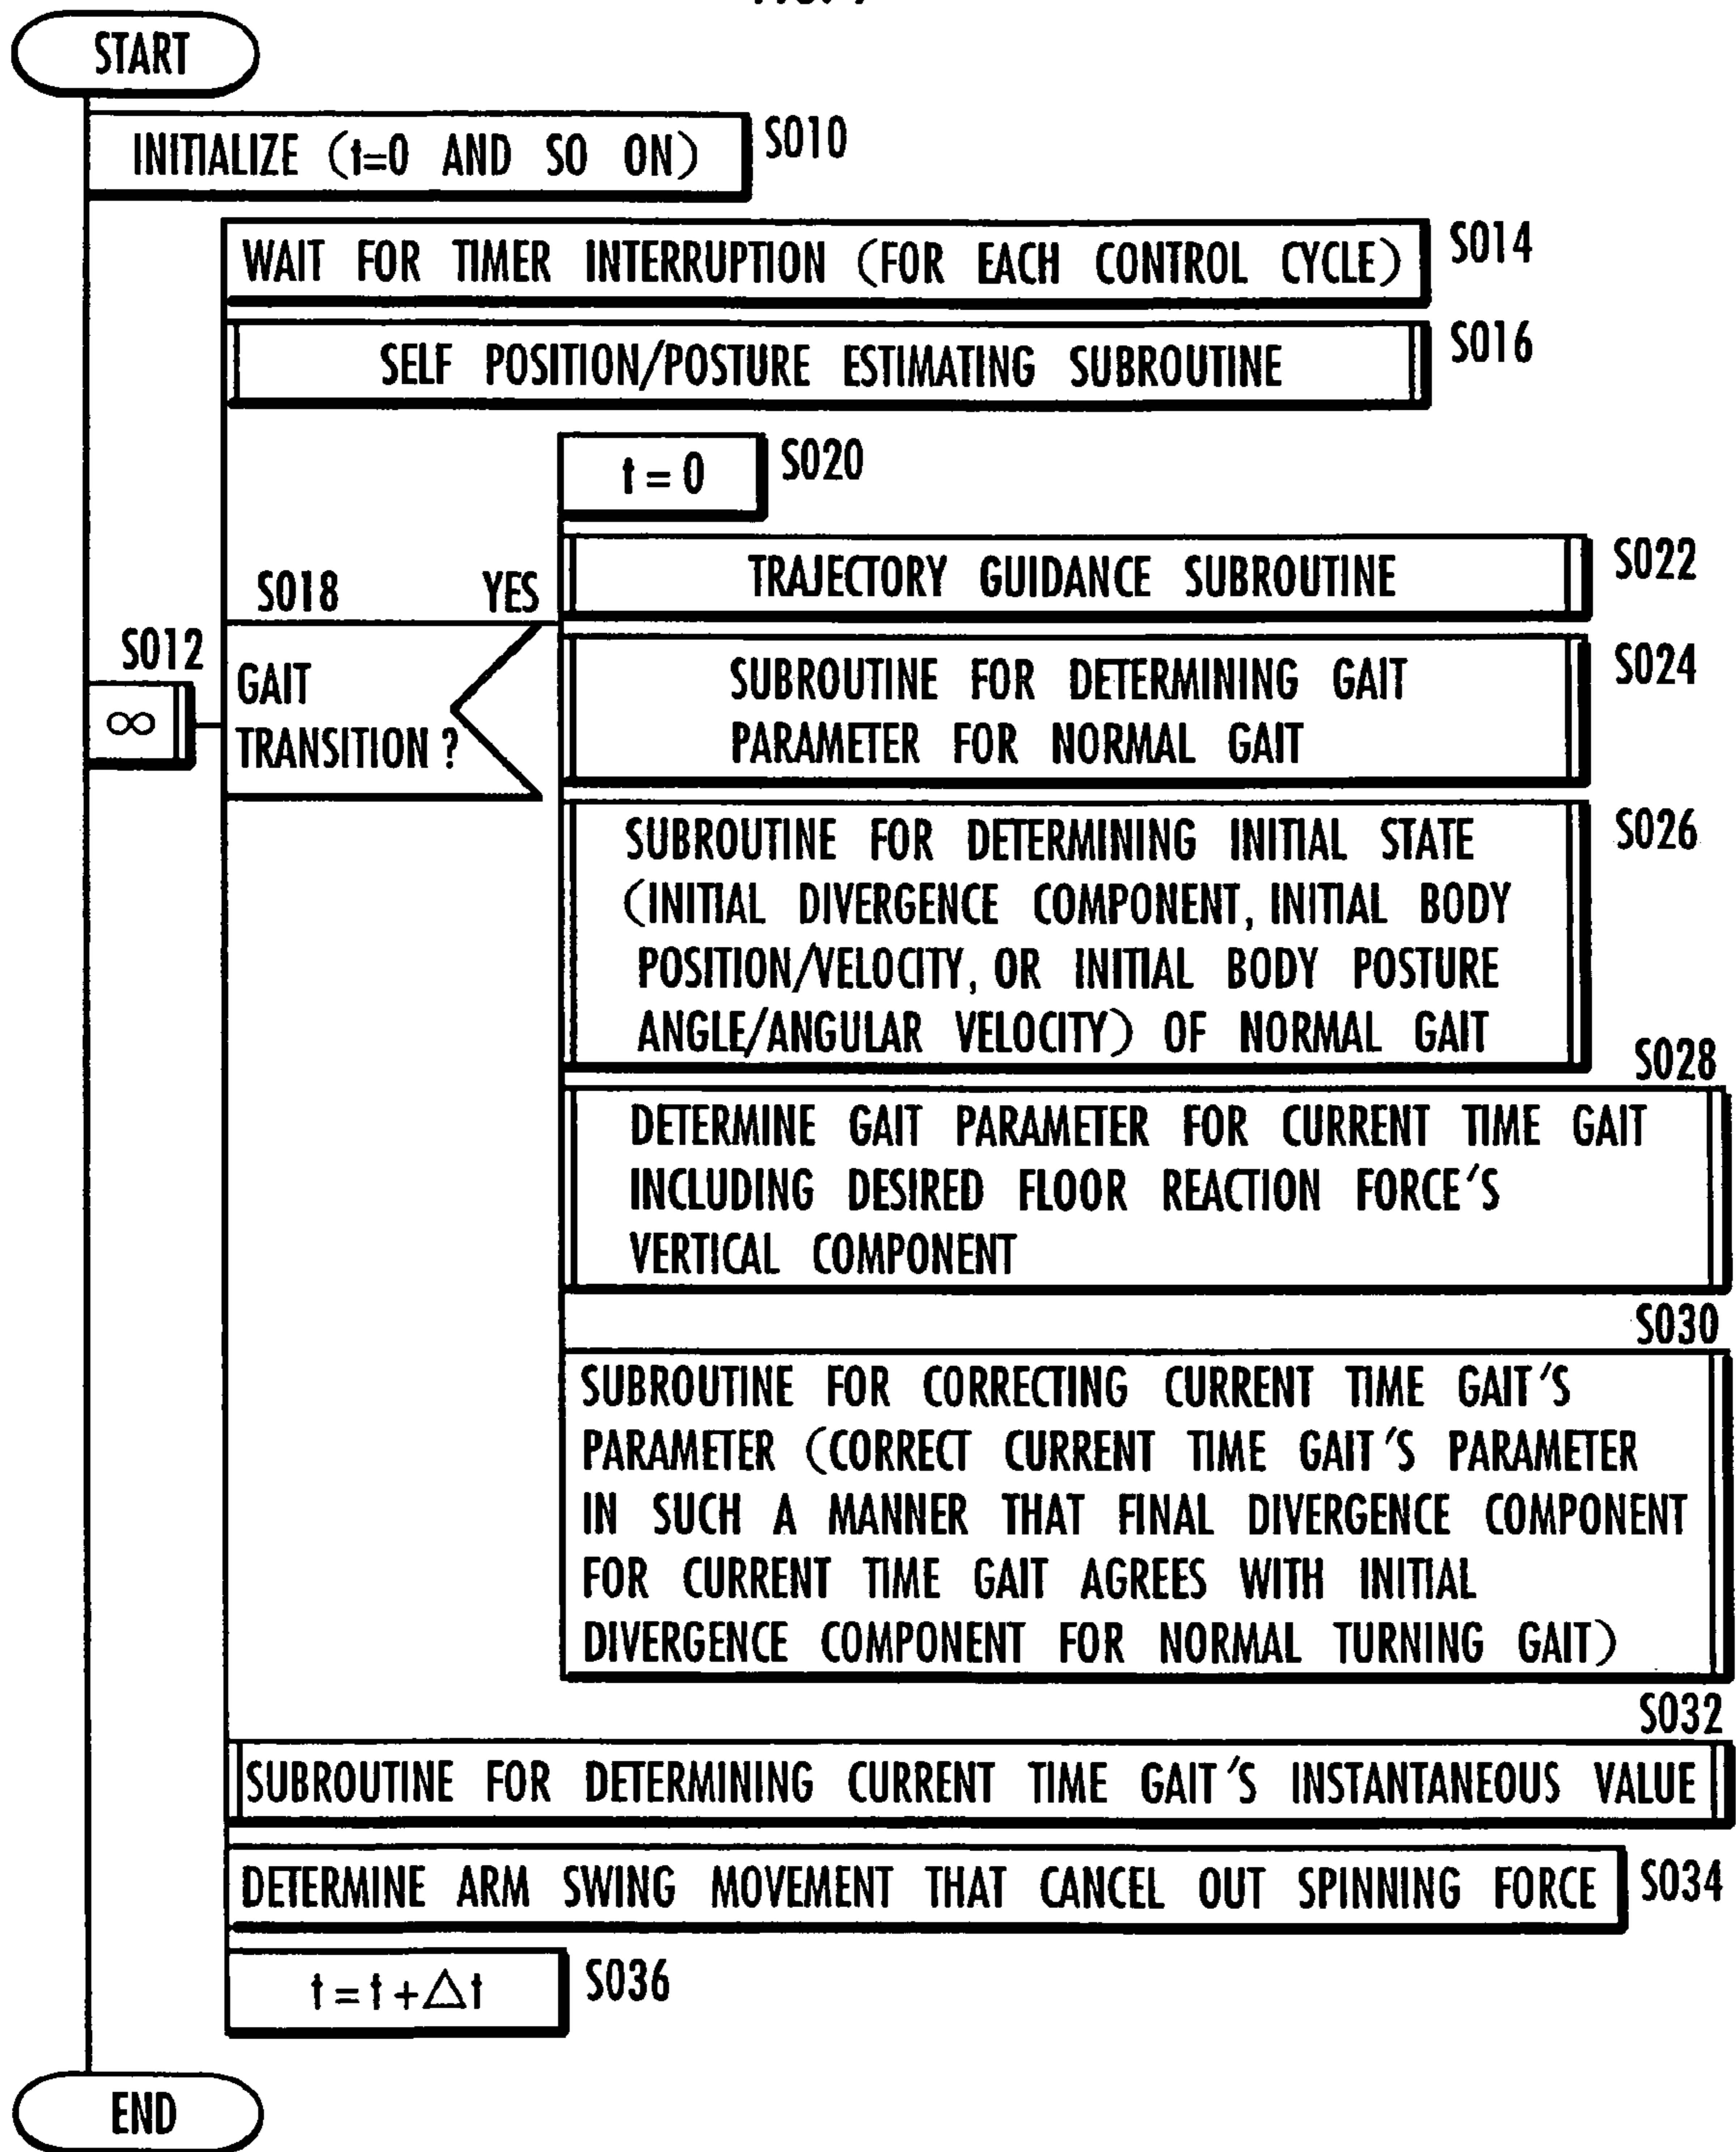 START
INITIALIZE (t=0 AND SO ON)
S010
WAIT FOR TIMER INTERRUPTION (FOR EACH CONTROL CYCLE)
S014
SELF POSITION/POSTURE ESTIMATING SUBROUTINE
S016
t = 0
S020
TRAJECTORY GUIDANCE SUBROUTINE
S022
S018
YES
S012
∞
GAIT
TRANSITION ?
SUBROUTINE FOR DETERMINING GAIT
PARAMETER FOR NORMAL GAIT
S024
SUBROUTINE FOR DETERMINING INITIAL STATE
(INITIAL DIVERGENCE COMPONENT, INITIAL BODY
POSITION/VELOCITY, OR INITIAL BODY POSTURE
ANGLE/ANGULAR VELOCITY) OF NORMAL GAIT
S026
S028
DETERMINE GAIT PARAMETER FOR CURRENT TIME GAIT
INCLUDING DESIRED FLOOR REACTION FORCE'S
VERTICAL COMPONENT
S030
SUBROUTINE FOR CORRECTING CURRENT TIME GAIT'S
PARAMETER (CORRECT CURRENT TIME GAIT'S PARAMETER
IN SUCH A MANNER THAT FINAL DIVERGENCE COMPONENT
FOR CURRENT TIME GAIT AGREES WITH INITIAL
DIVERGENCE COMPONENT FOR NORMAL TURNING GAIT)
S032
SUBROUTINE FOR DETERMINING CURRENT TIME GAIT'S INSTANTANEOUS VALUE
DETERMINE ARM SWING MOVEMENT THAT CANCEL OUT SPINNING FORCE
S034
t = t + △t
S036
END